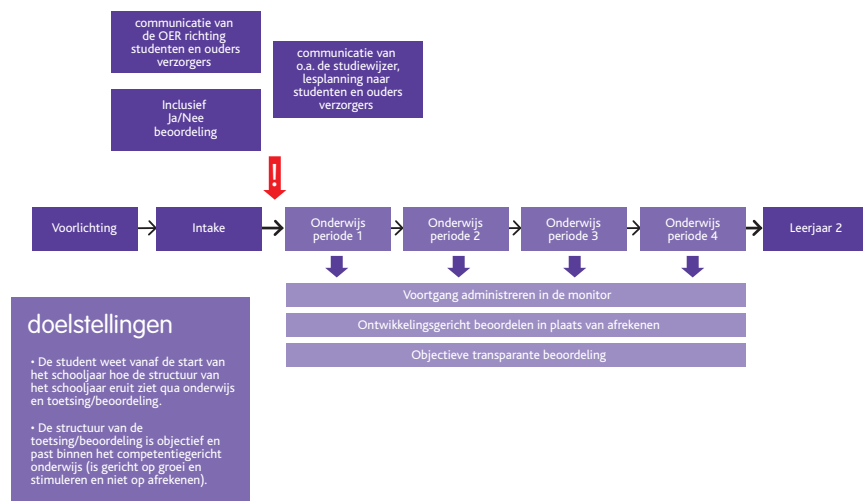 communicatie van
de OER richting
studenten en ouders
verzorgers
communicatie van
o.a. de studiewijzer,
lesplanning naar
studenten en ouders
verzorgers
Inclusief
Ja/Nee
beoordeling
!
Voorlichting
Intake
Onderwijs
periode 1
Onderwijs
periode 2
Onderwijs
periode 3
Onderwijs
periode 4
Leerjaar 2
Voortgang administreren in de monitor
Ontwikkelingsgericht beoordelen in plaats van afrekenen
Objectieve transparante beoordeling
doelstellingen
• De student weet vanaf de start van
het schooljaar hoe de structuur van
het schooljaar eruit ziet qua onderwijs
en toetsing/beoordeling.
• De structuur van de
toetsing/beoordeling is objectief en
past binnen het competentiegericht
onderwijs (is gericht op groei en
stimuleren en niet op afrekenen).